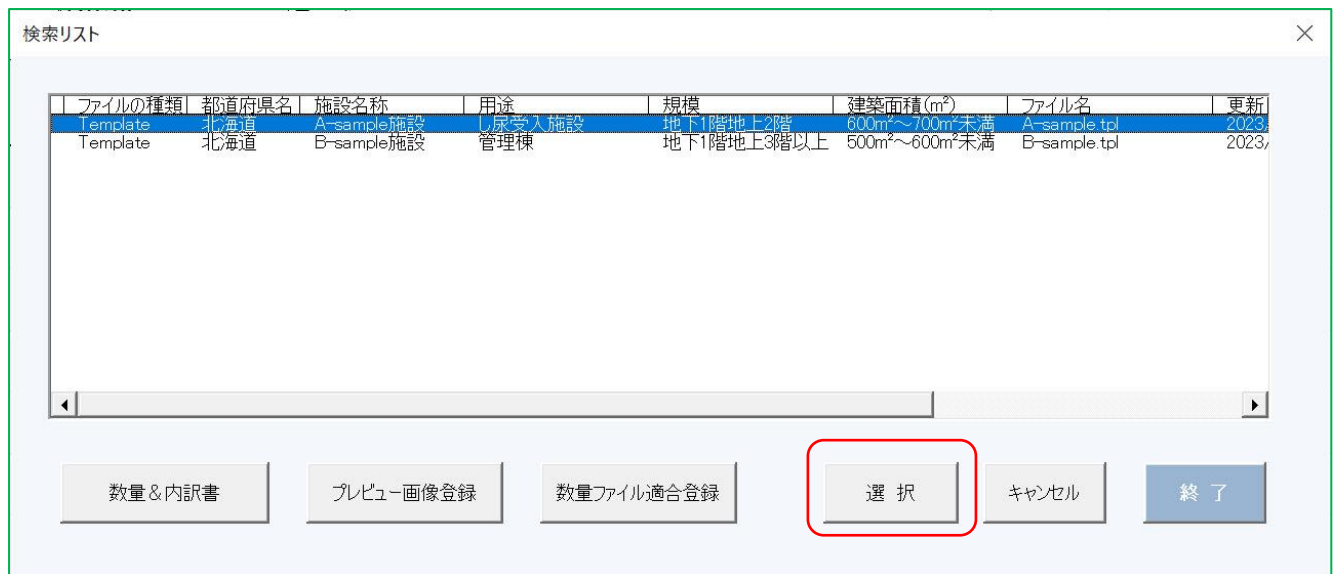 検索リスト
ファイルの種類 都道府県名 施設名称 用途 規模 建築面積(m²) ファイル名 更新
Template 北海道 A-sample施設 し尿受入施設 地下1階地上2階 600m²～700m²未満 A-sample.tpl 2023/
Template 北海道 B-sample施設 管理棟 地下1階地上3階以上 500m²～600m²未満 B-sample.tpl 2023/
数量＆内訳書 プレビュー画像登録 数量ファイル適合登録 選 択 キャンセル 終 了